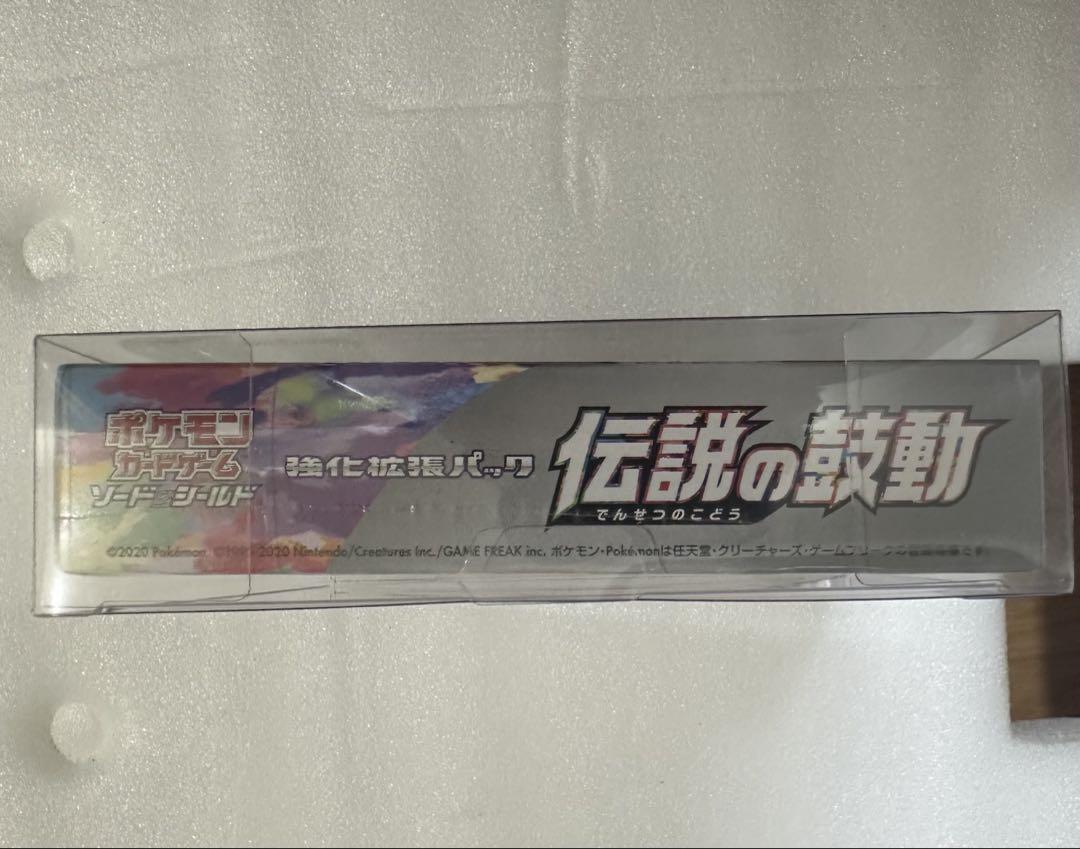 ポケモン
カードゲーム
ソード&シールド
強化拡張パック
伝説の鼓動
でんせつのこどう
©2020 Pokémon. ©1995-2020 Nintendo/Creatures Inc./GAME FREAK inc. ポケモン・Pokémonは任天堂・クリーチャーズ・ゲームフリークの登録商標です。